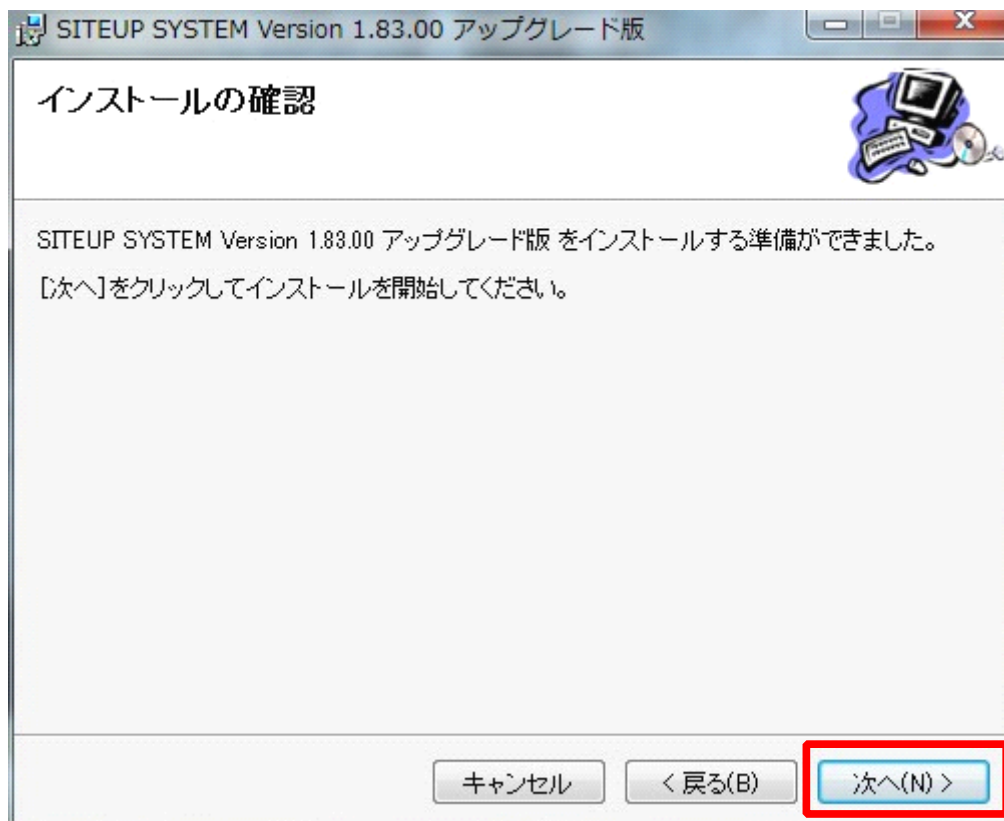 SITEUP SYSTEM Version 1.83.00 アップグレード版
インストールの確認
SITEUP SYSTEM Version 1.83.00 アップグレード版 をインストールする準備ができました。
[次へ]をクリックしてインストールを開始してください。
キャンセル
< 戻る(B)
次へ(N) >